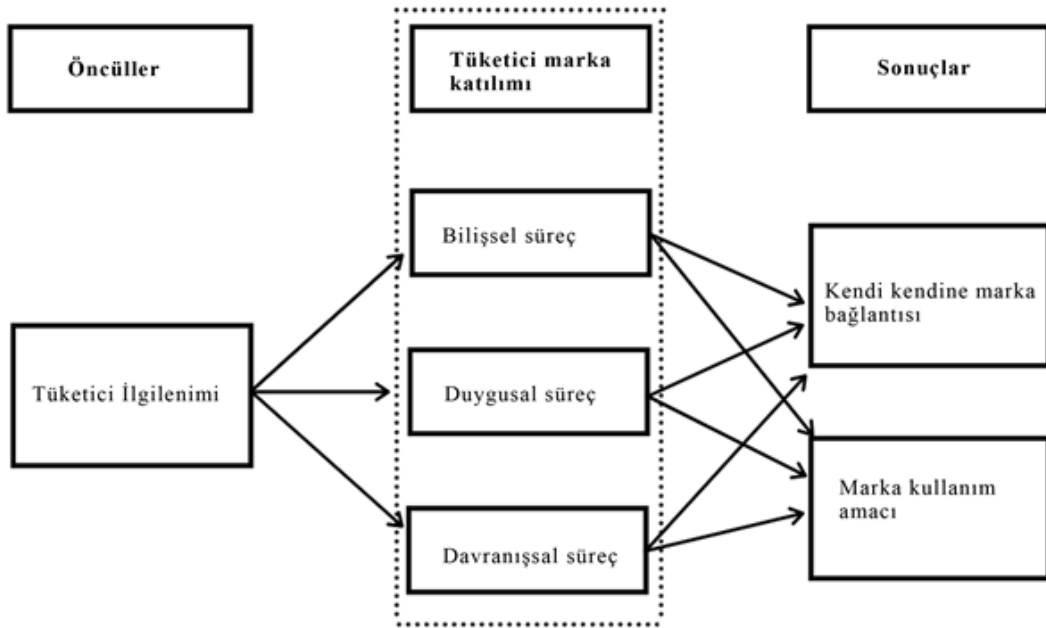 Öncüller
Tüketici marka
katılımı
Sonuçlar
Bilişsel süreç
Kendi kendine marka
bağlantısı
Tüketici İlgilenimi
Duygusal süreç
Marka kullanım
amacı
Davranışsal süreç